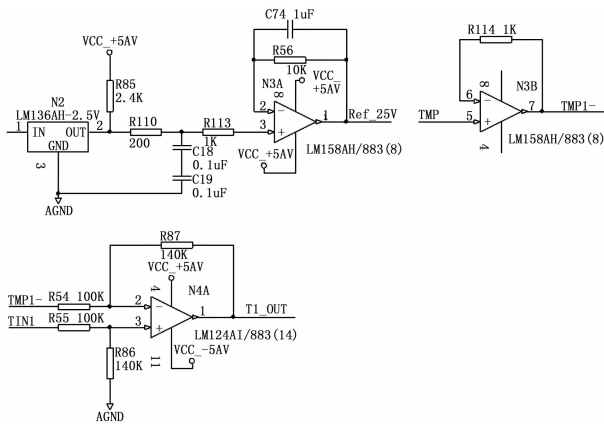 C74 1uF
VCC_+5AV
R56
10K
VCC_
+5AV
R114 1K
N2
LM136AH-2.5V
R85
2.4K
N3A
8
N3B
8
1
IN
OUT
2
R110
200
R113
1K
2
3
1
Ref_25V
6
5
7
TMP
TMP1-
GND
3
C18
0.1uF
C19
0.1uF
VCC_+5AV
LM158AH/883(8)
4
LM158AH/883(8)
AGND
R87
140K
VCC_+5AV
4
N4A
TMP1-
R54 100K
2
TIN1
R55 100K
3
1
T1_OUT
LM124AI/883(14)
R86
140K
11
VCC_-5AV
AGND